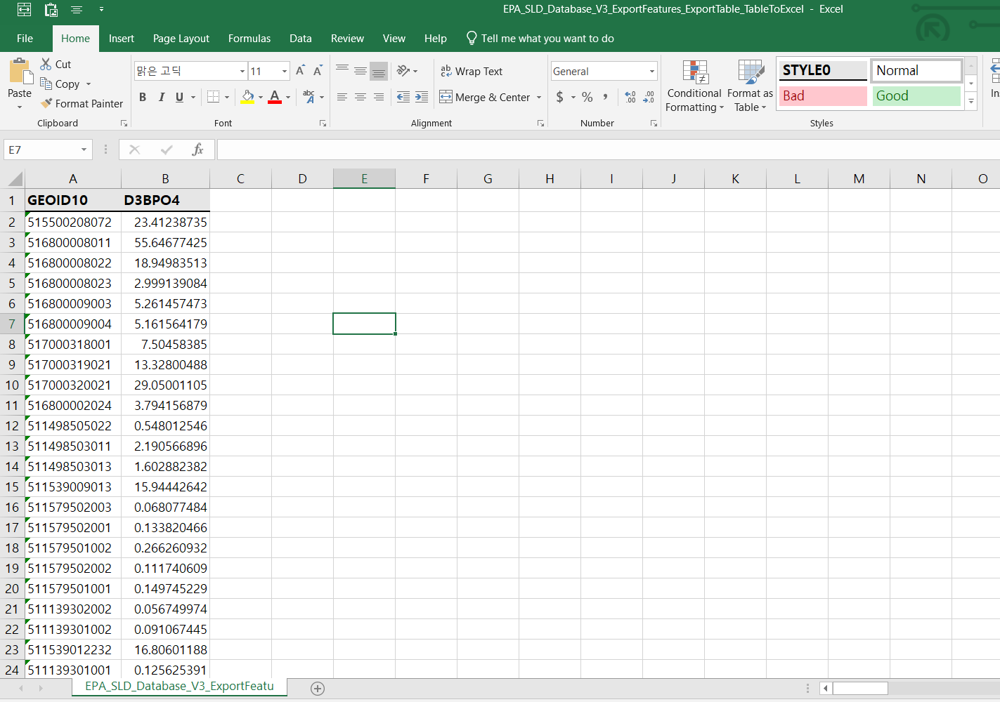 EPA_SLD_Database_V3_ExportFeatures_ExportTable_TableToExcel - Excel
File Home Insert Page Layout Formulas Data Review View Help Tell me what you want to do
Paste
Cut
Copy
Format Painter
Clipboard
맑은 고딕 11 A A
B I U A abc A
Font
ab c Wrap Text
Merge & Center
Alignment
General
$ % , .0 .00 .00 .0
Number
Conditional Formatting
Format as Table
STYLE0 Normal
Bad Good
Styles
E7 fx
A B C D E F G H I J K L M N O
1 GEOID10 D3BPO4
2 515500208072 23.41238735
3 516800008011 55.64677425
4 516800008022 18.94983513
5 516800008023 2.999139084
6 516800009003 5.261457473
7 516800009004 5.161564179
8 517000318001 7.50458385
9 517000319021 13.32800488
10 517000320021 29.05001105
11 516800002024 3.794156879
12 511498505022 0.548012546
13 511498503011 2.190566896
14 511498503013 1.602882382
15 511539009013 15.94442642
16 511579502003 0.068077484
17 511579502001 0.133820466
18 511579501002 0.266260932
19 511579502002 0.111740609
20 511579501001 0.149745229
21 511139302002 0.056749974
22 511139301002 0.091067445
23 511539012232 16.80601188
24 511139301001 0.125625391
EPA_SLD_Database_V3_ExportFeatu